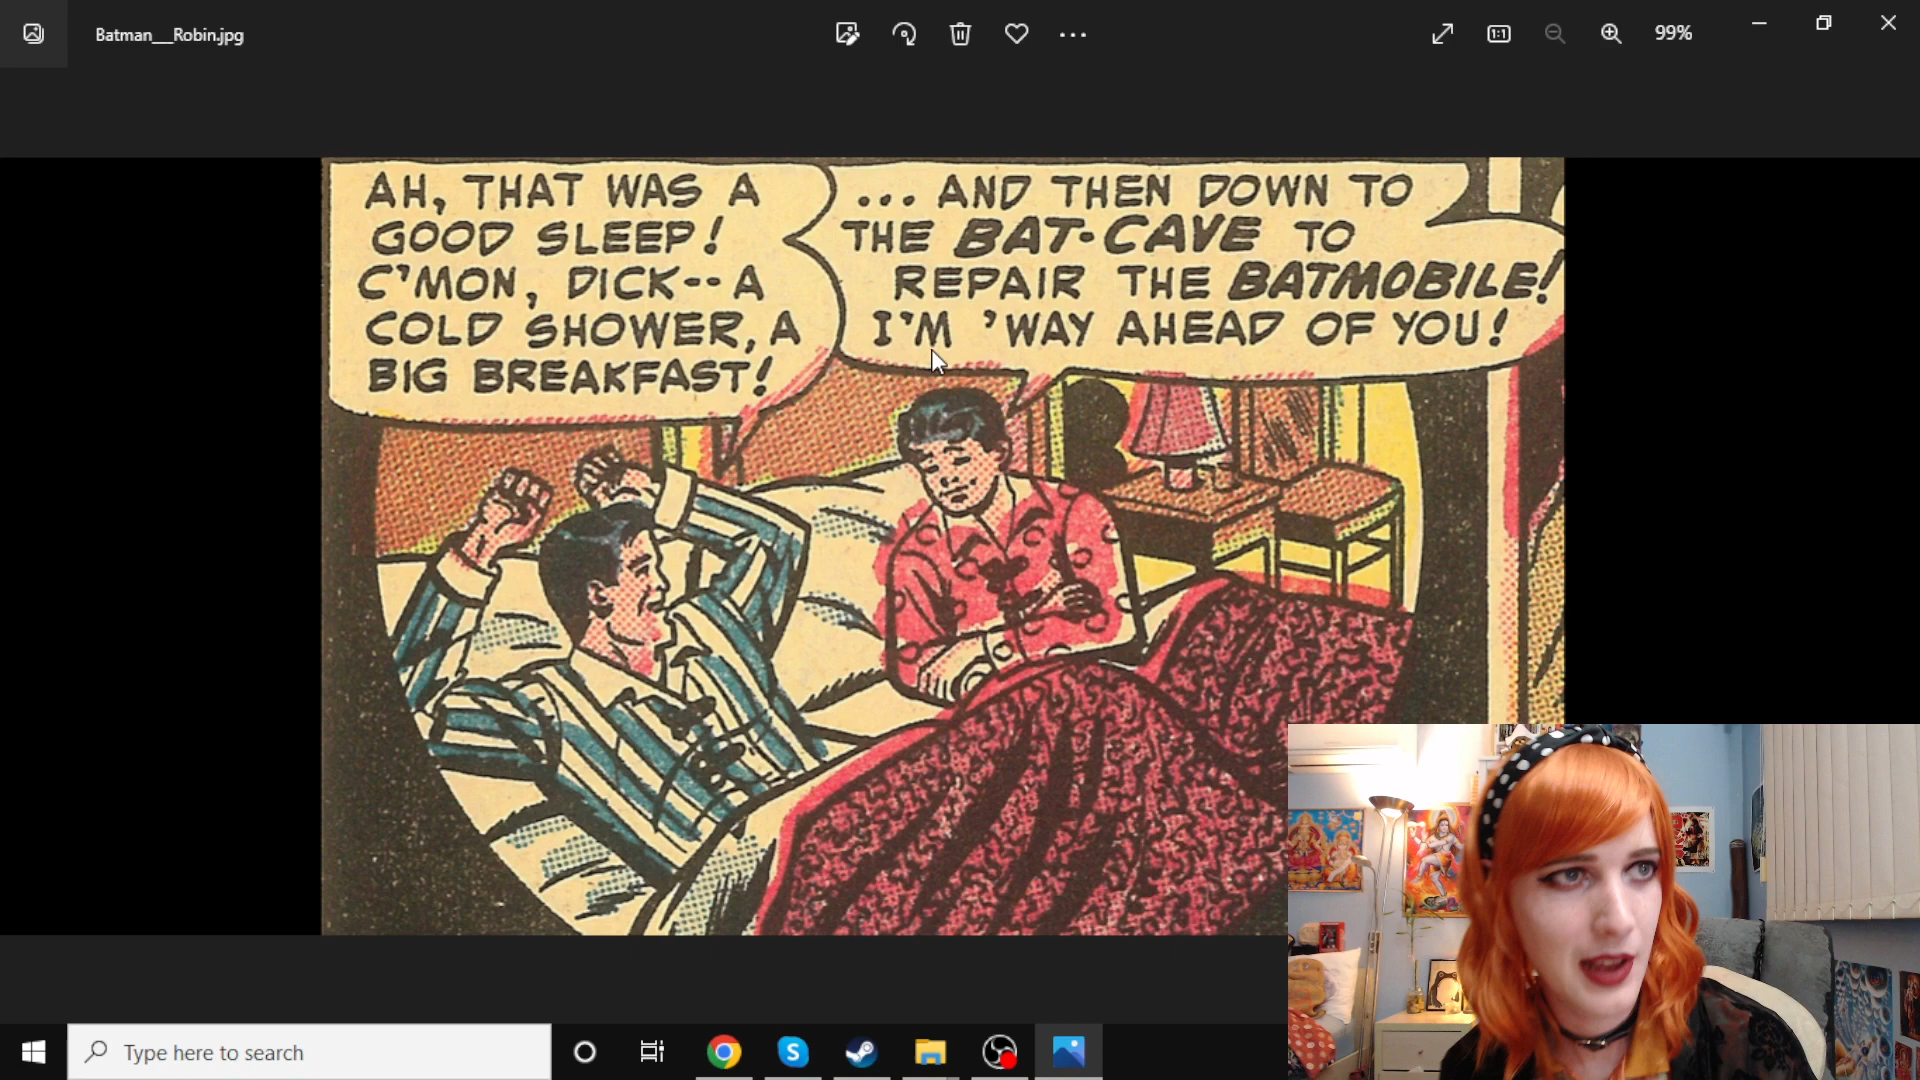 Batman__Robin.jpg
99%
AH, THAT WAS A
GOOD SLEEP!
C'MON, DICK--A
COLD SHOWER, A
BIG BREAKFAST!
... AND THEN DOWN TO
THE BAT-CAVE TO
REPAIR THE BATMOBILE!
I'M 'WAY AHEAD OF YOU!
Type here to search